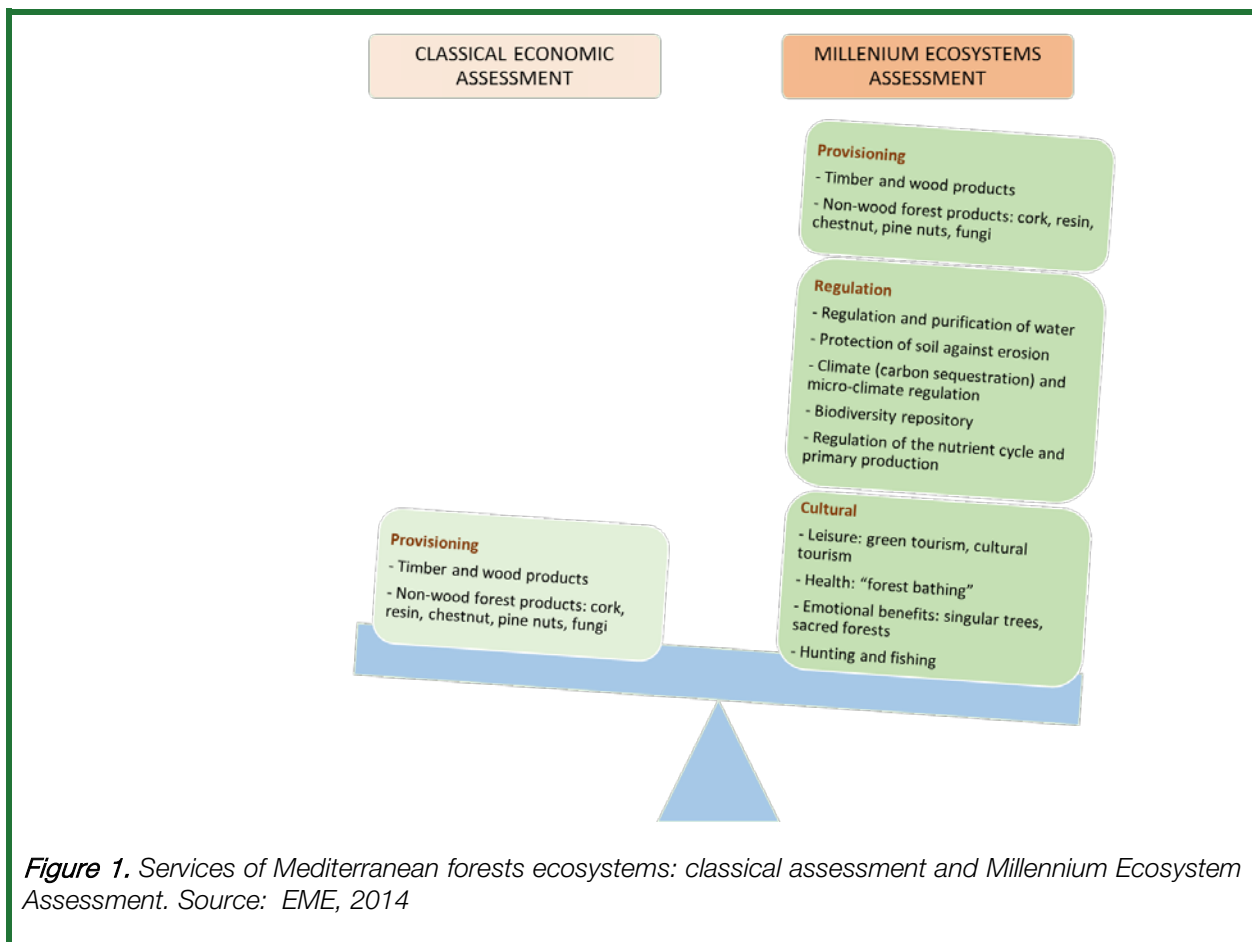 CLASSICAL ECONOMIC
ASSESSMENT
MILLENIUM ECOSYSTEMS
ASSESSMENT
Provisioning
- Timber and wood products
- Non-wood forest products: cork, resin,
chestnut, pine nuts, fungi
Regulation
- Regulation and purification of water
- Protection of soil against erosion
- Climate (carbon sequestration) and
micro-climate regulation
- Biodiversity repository
- Regulation of the nutrient cycle and
primary production
Cultural
- Leisure: green tourism, cultural
tourism
- Health: “forest bathing”
- Emotional benefits: singular trees,
sacred forests
- Hunting and fishing
Provisioning
- Timber and wood products
- Non-wood forest products: cork,
resin, chestnut, pine nuts, fungi
Figure 1. Services of Mediterranean forests ecosystems: classical assessment and Millennium Ecosystem
Assessment. Source: EME, 2014